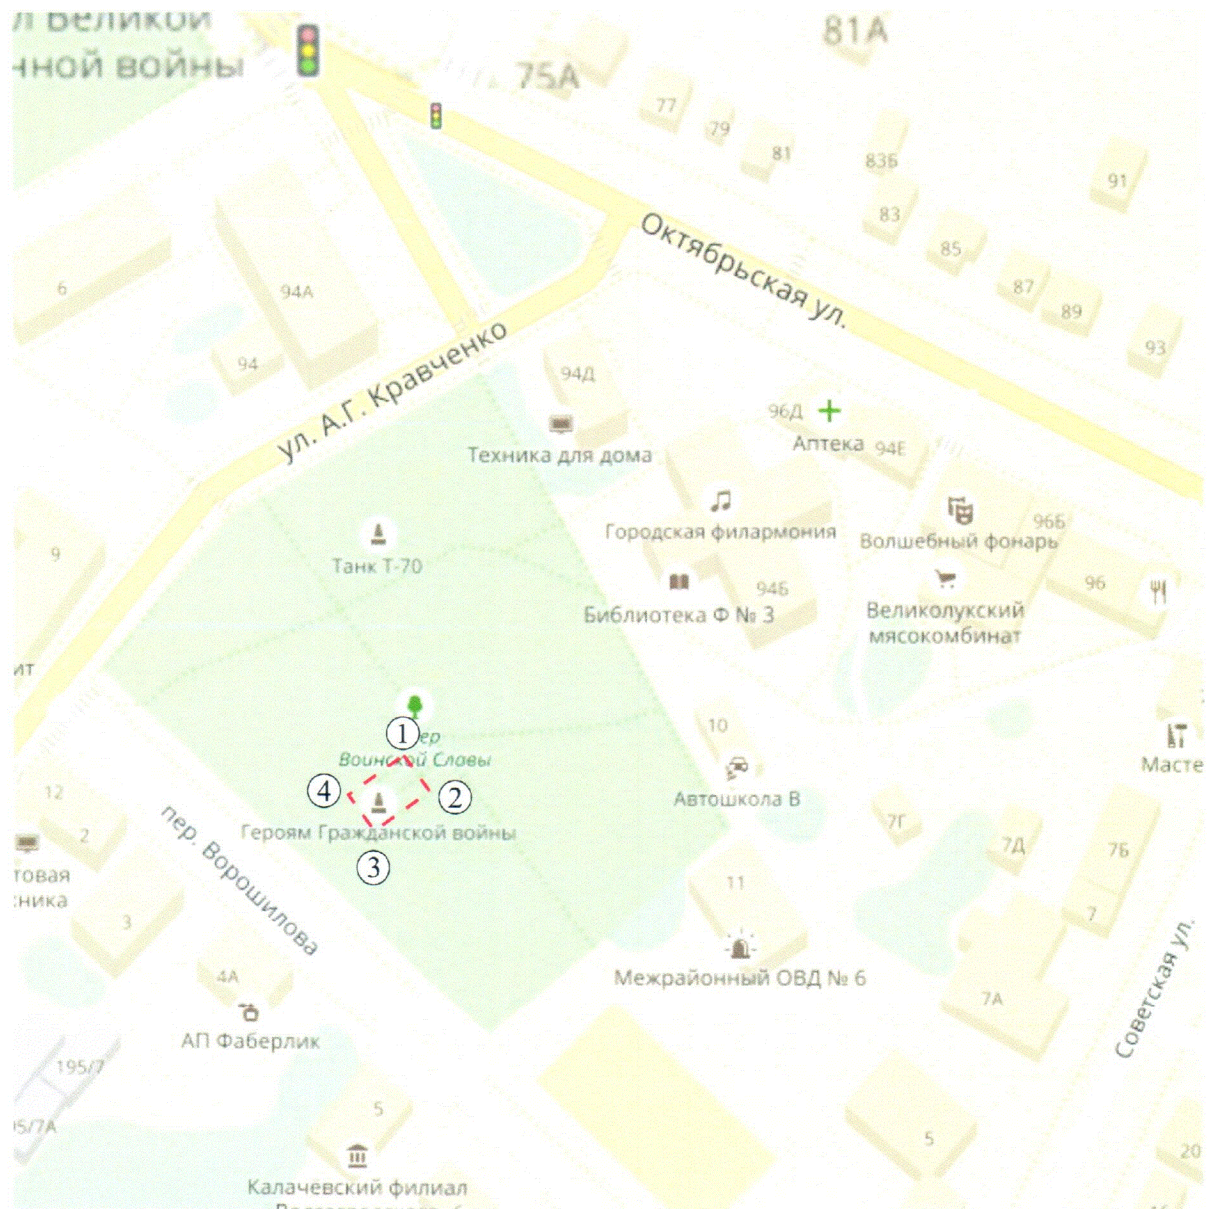 л Великой
нной войны
81А
75А
77
79
81
83Б
91
83
85
87
89
93
Октябрьская ул.
6
94А
94
ул. А.Г. Кравченко
94Д
Техника для дома
96Д
Аптека
94Е
Городская филармония
Волшебный фонарь
96Б
9
Танк Т-70
Библиотека Ф № 3
94Б
Великолукский
мясокомбинат
96
ит
1
ер
Воинской Славы
4
2
Героям Гражданской войны
3
10
Автошкола В
Масте
12
2
пер. Ворошилова
товая
хника
3
7Г
7Д
7Б
7
11
Межрайонный ОВД № 6
7А
Советская ул.
4А
АП Фаберлик
195/7
95/7А
5
5
20
Калачевский филиал